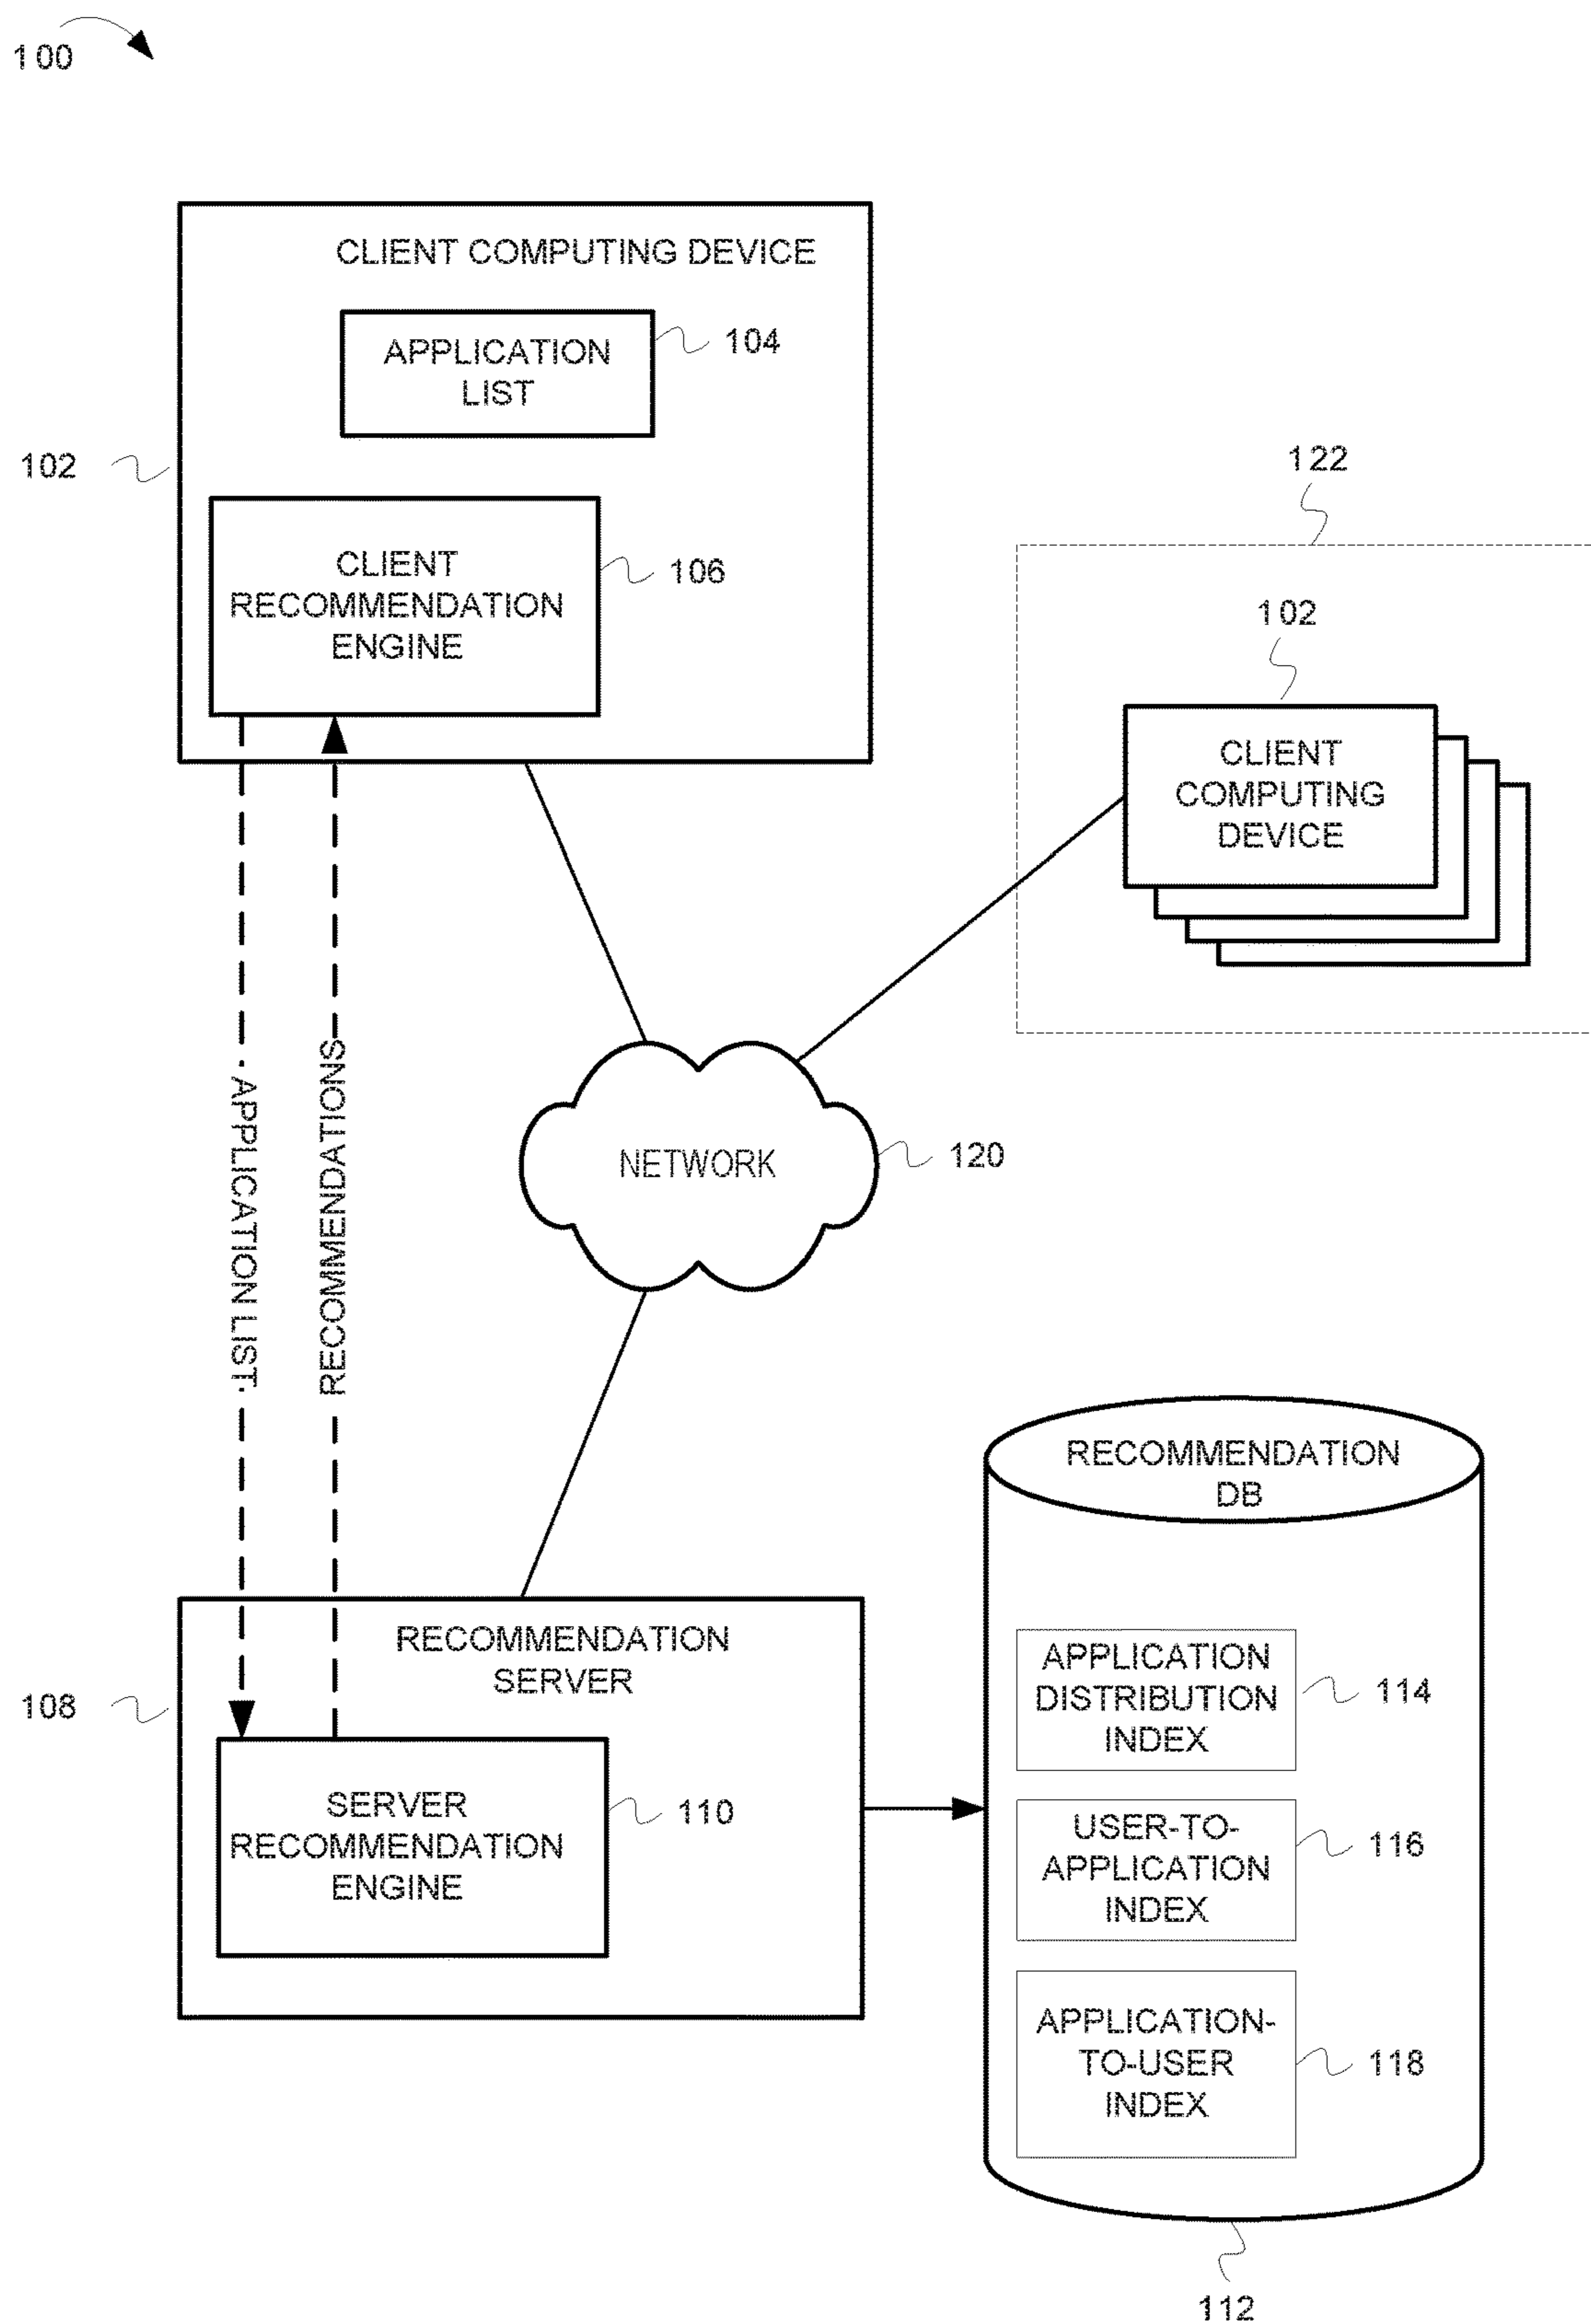 100
CLIENT COMPUTING DEVICE
APPLICATION
LIST
104
102
CLIENT
RECOMMENDATION
ENGINE
106
122
102
CLIENT
COMPUTING
DEVICE
APPLICATION LIST
RECOMMENDATIONS
NETWORK
120
RECOMMENDATION
SERVER
108
SERVER
RECOMMENDATION
ENGINE
110
RECOMMENDATION
DB
APPLICATION
DISTRIBUTION
INDEX
114
USER-TO-
APPLICATION
INDEX
116
APPLICATION-
TO-USER
INDEX
118
112